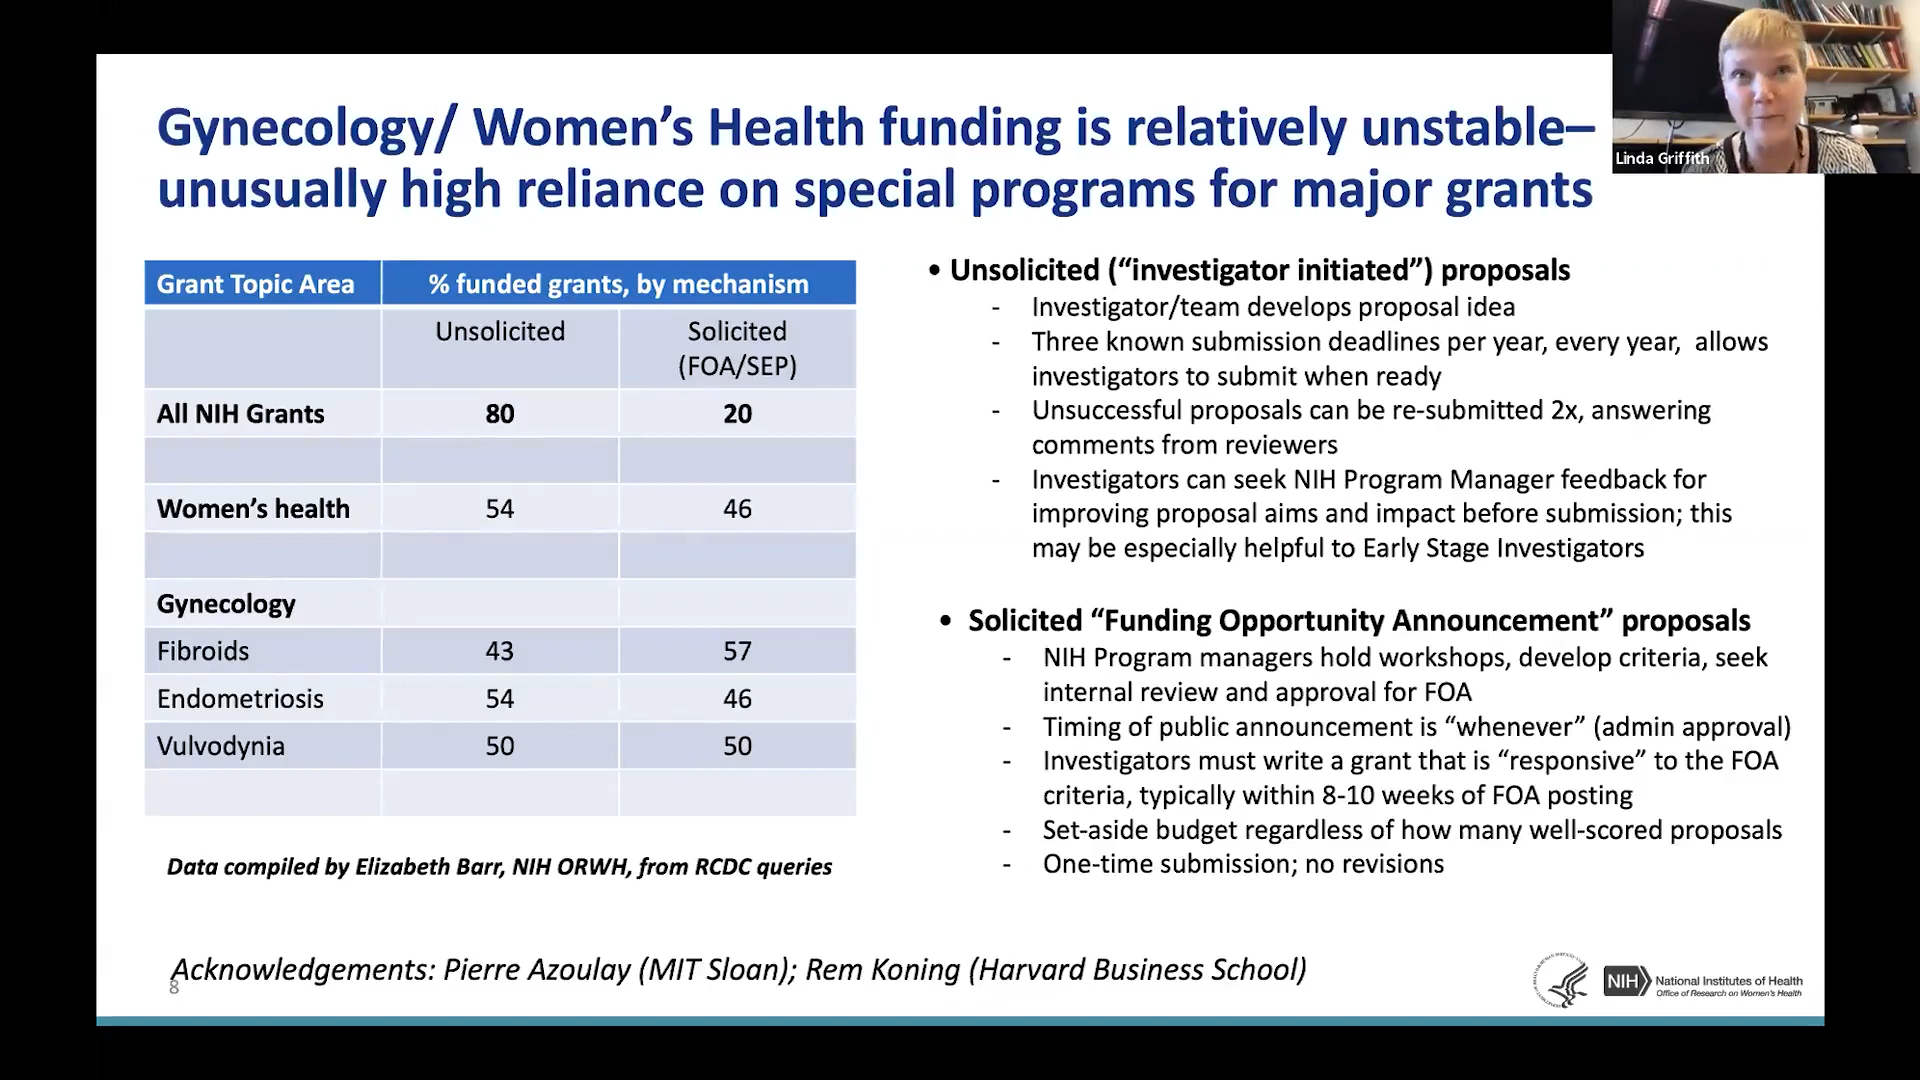 Gynecology/ Women’s Health funding is relatively unstable–
unusually high reliance on special programs for major grants
Linda Griffith
Grant Topic Area % funded grants, by mechanism
Unsolicited Solicited
(FOA/SEP)
All NIH Grants 80 20
Women’s health 54 46
Gynecology
Fibroids 43 57
Endometriosis 54 46
Vulvodynia 50 50
Data compiled by Elizabeth Barr, NIH ORWH, from RCDC queries
• Unsolicited (“investigator initiated”) proposals
- Investigator/team develops proposal idea
- Three known submission deadlines per year, every year, allows
investigators to submit when ready
- Unsuccessful proposals can be re-submitted 2x, answering
comments from reviewers
- Investigators can seek NIH Program Manager feedback for
improving proposal aims and impact before submission; this
may be especially helpful to Early Stage Investigators
• Solicited “Funding Opportunity Announcement” proposals
- NIH Program managers hold workshops, develop criteria, seek
internal review and approval for FOA
- Timing of public announcement is “whenever” (admin approval)
- Investigators must write a grant that is “responsive” to the FOA
criteria, typically within 8-10 weeks of FOA posting
- Set-aside budget regardless of how many well-scored proposals
- One-time submission; no revisions
Acknowledgements: Pierre Azoulay (MIT Sloan); Rem Koning (Harvard Business School)
8
NIH National Institutes of Health
Office of Research on Women's Health